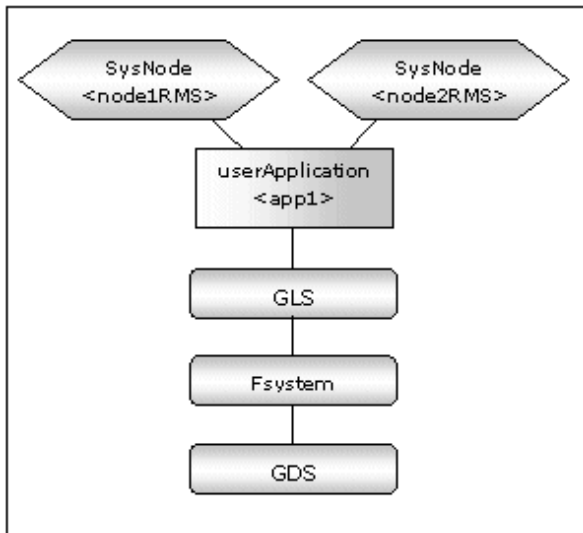 SysNode
<node1RMS>
SysNode
<node2RMS>
userApplication
<app1>
GLS
Fsystem
GDS